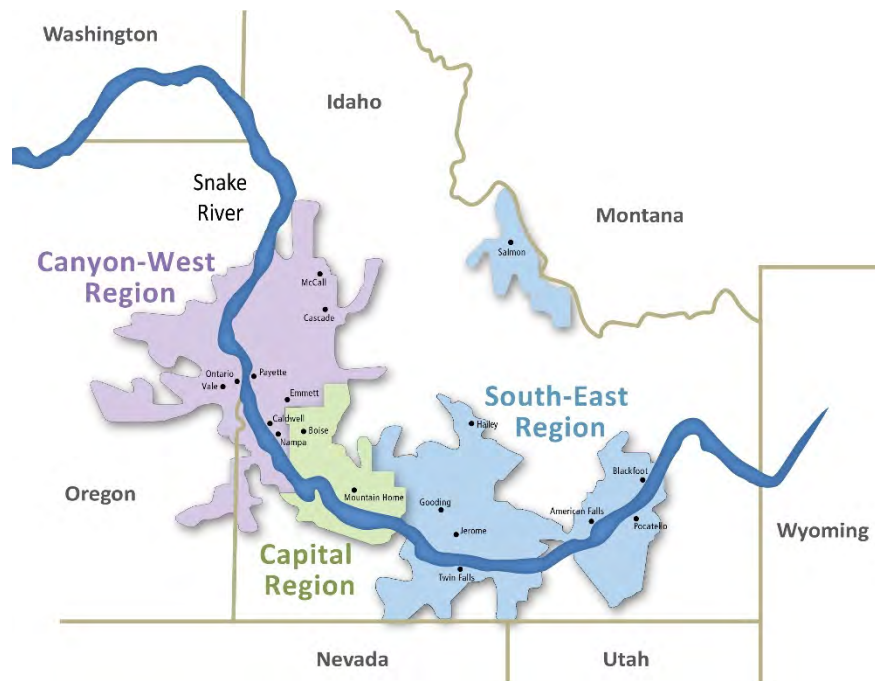 Washington
Idaho
Snake
River
Montana
Salmon
Canyon-West
Region
McCall
Cascade
Ontario
Payette
Vale
Emmett
South-East
Region
Caldwell
Boise
Nampa
Hailey
Blackfoot
Oregon
Mountain Home
Gooding
American Falls
Pocatello
Wyoming
Jerome
Capital
Region
Twin Falls
Nevada
Utah